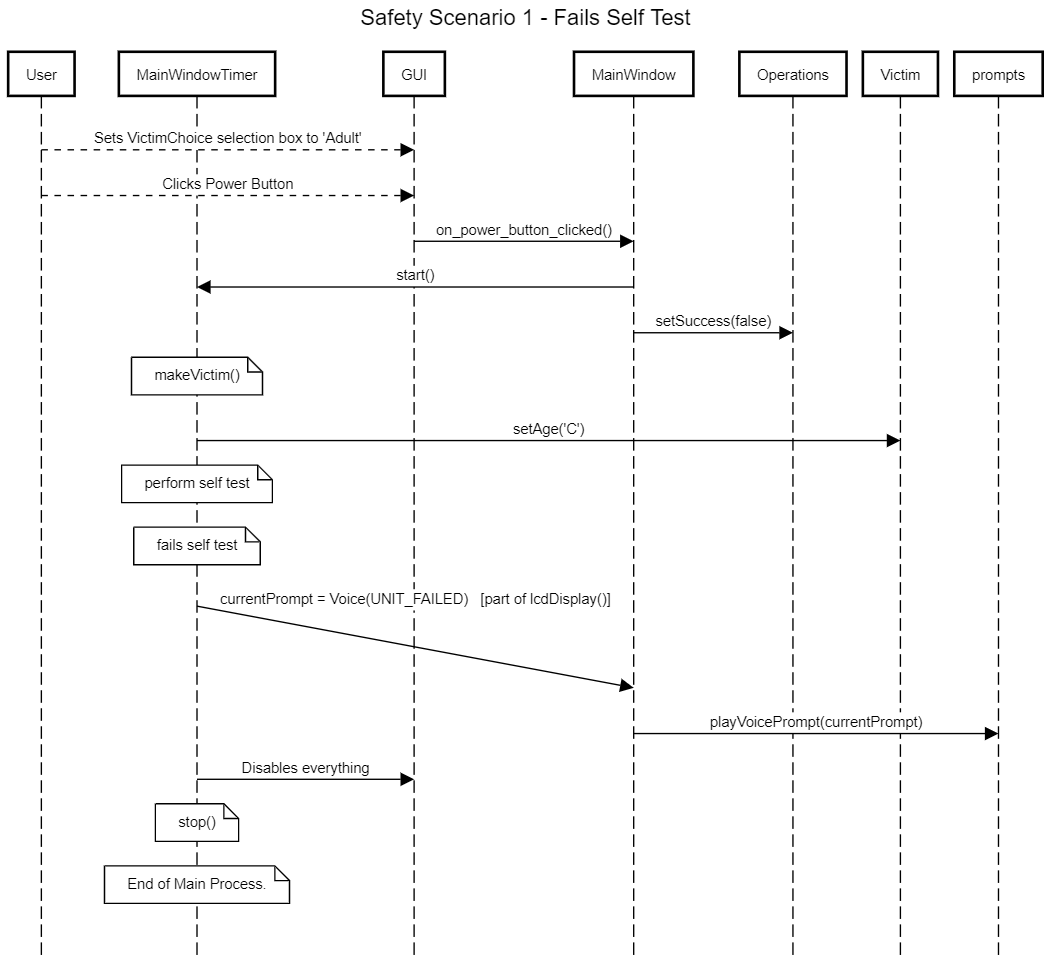 Safety Scenario 1 - Fails Self Test
User
MainWindowTimer
GUI
MainWindow
Operations
Victim
prompts
Sets VictimChoice selection box to 'Adult'
Clicks Power Button
on_power_button_clicked()
start()
setSuccess(false)
makeVictim()
setAge('C')
perform self test
fails self test
currentPrompt = Voice(UNIT_FAILED) [part of lcdDisplay()]
playVoicePrompt(currentPrompt)
Disables everything
stop()
End of Main Process.